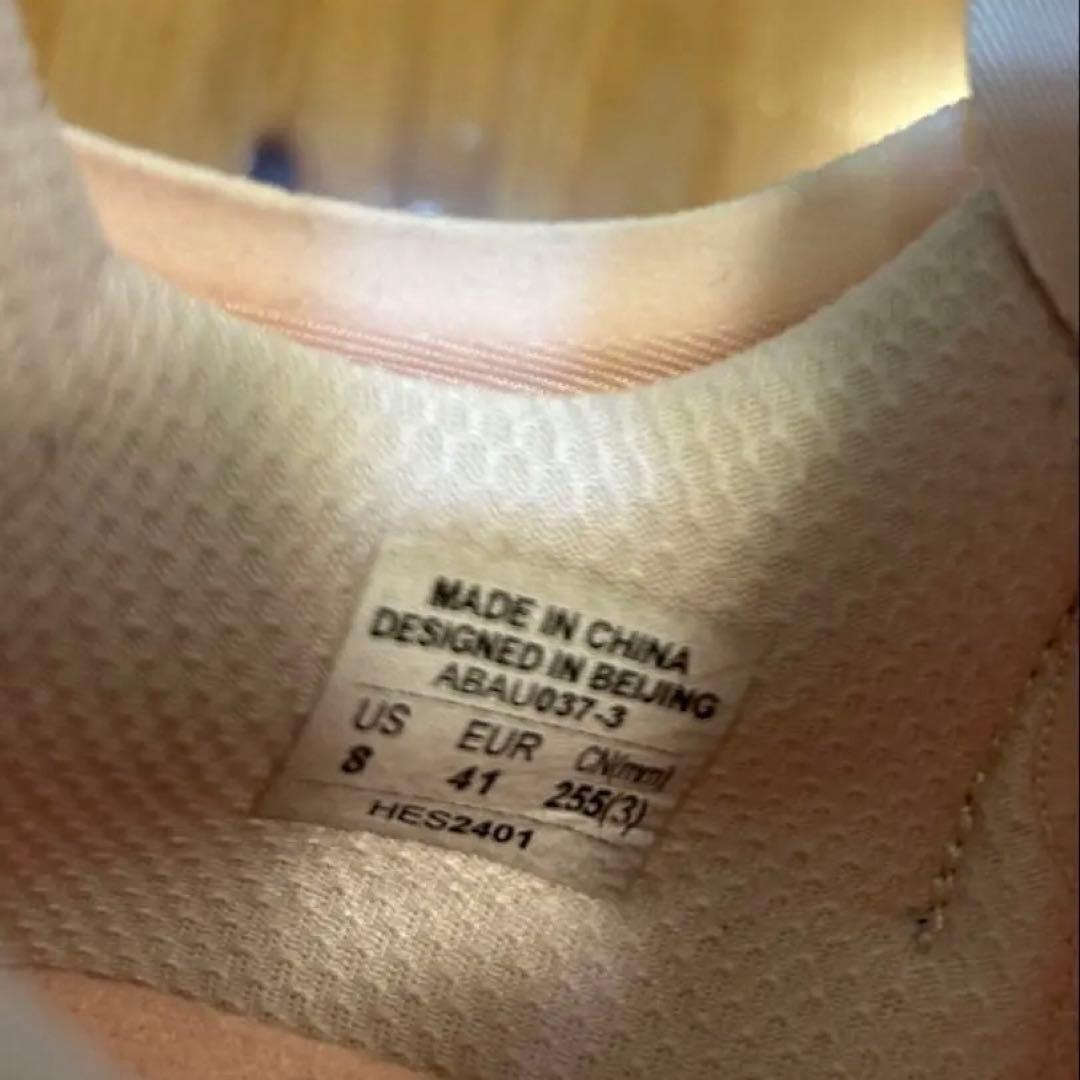 MADE IN CHINA
DESIGNED IN BEIJING
ABAU037-3
US EUR CN(mm)
8 41 255(3)
HES2401